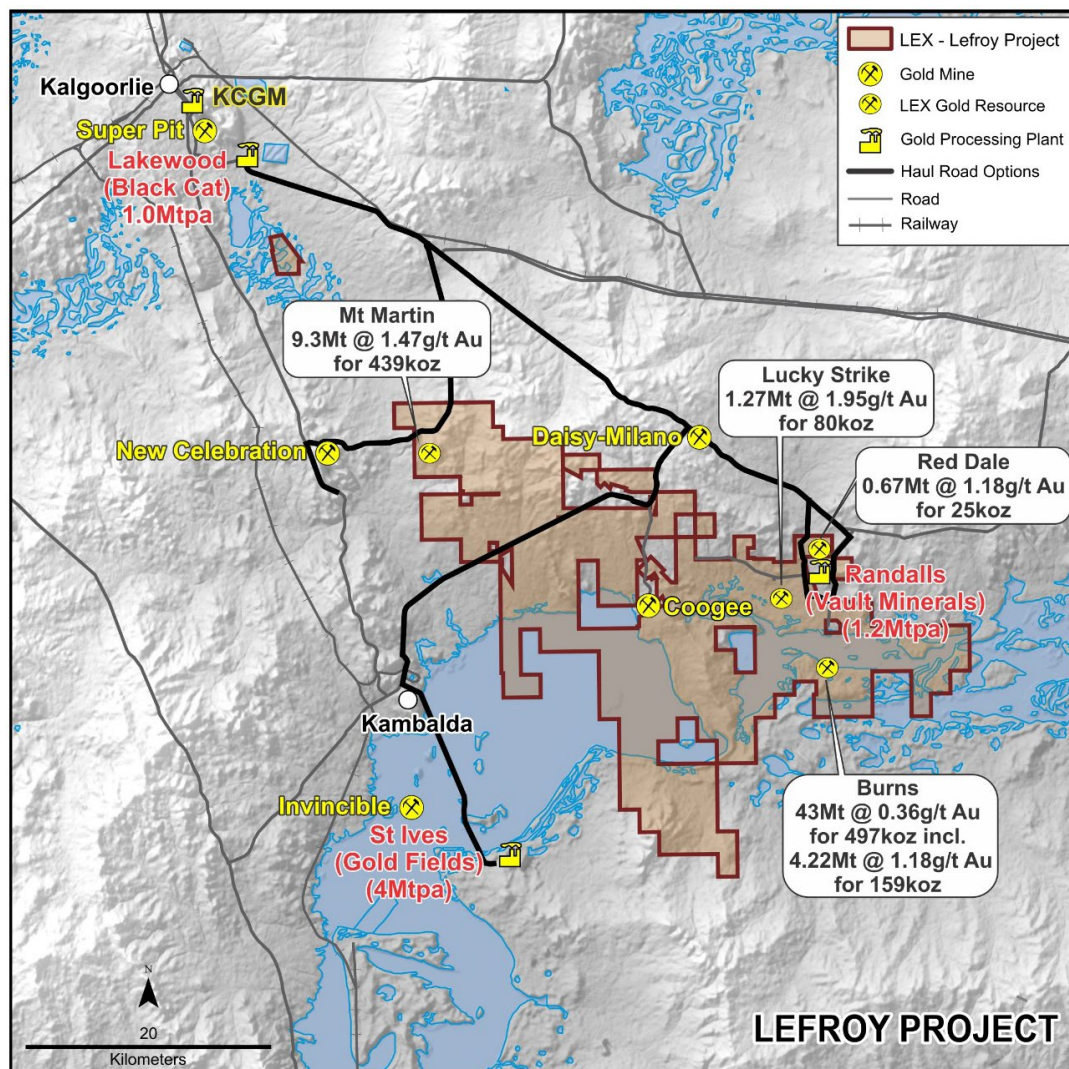 Kalgoorlie
KCGM
Super Pit
Lakewood
(Black Cat)
1.0Mtpa
LEX - Lefroy Project
Gold Mine
LEX Gold Resource
Gold Processing Plant
Haul Road Options
Road
Railway
Mt Martin
9.3Mt @ 1.47g/t Au
for 439koz
Lucky Strike
1.27Mt @ 1.95g/t Au
for 80koz
New Celebration
Daisy-Milano
Red Dale
0.67Mt @ 1.18g/t Au
for 25koz
Randalls
(Vault Minerals)
(1.2Mtpa)
Coogee
Kambalda
Invincible
St Ives
(Gold Fields)
(4Mtpa)
Burns
43Mt @ 0.36g/t Au
for 497koz incl.
4.22Mt @ 1.18g/t Au
for 159koz
N
20
Kilometers
LEFROY PROJECT